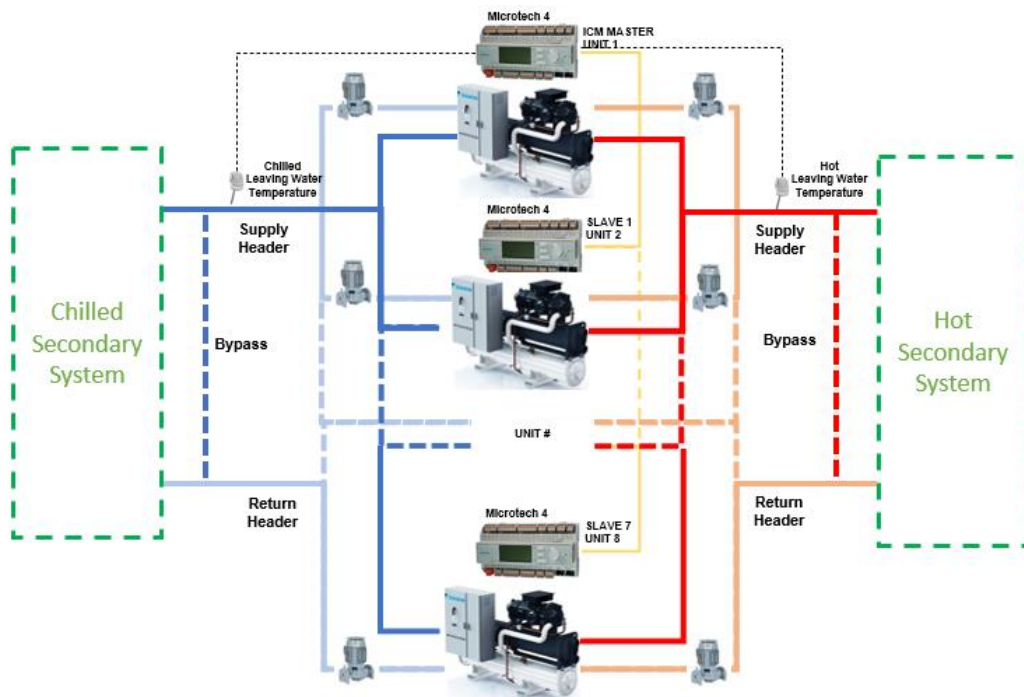 Microtech 4
ICM MASTER
UNIT 1
Chilled
Leaving Water
Temperature
Hot
Leaving Water
Temperature
Microtech 4
SLAVE 1
UNIT 2
Supply
Header
Supply
Header
Chilled
Secondary
System
Bypass
Bypass
Hot
Secondary
System
UNIT #
Return
Header
Microtech 4
SLAVE 7
UNIT 8
Return
Header